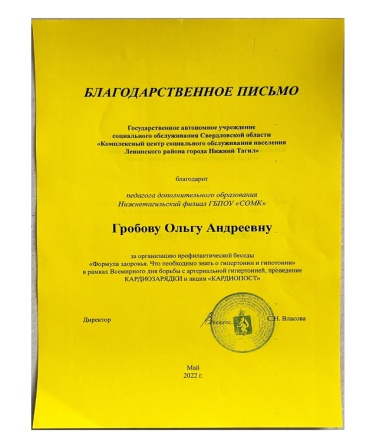 БЛАГОДАРСТВЕННОЕ ПИСЬМО
Государственное автономное учреждение
социального обслуживания Свердловской области
«Комплексный центр социального обслуживания населения
Ленинского района города Нижний Тагил»
благодарит
педагога дополнительного образования
Нижнетагильский филиал ГБПОУ «СОМК»
Гробову Ольгу Андреевну
за организацию профилактической беседы
«Формула здоровья. Что необходимо знать о гипертонии и гипотонии»
в рамках Всемирного дня борьбы с артериальной гипертонией, проведение
КАРДИОЗАРЯДКИ и акции «КАРДИОПОСТ»
Директор С.Н. Власова
Май
2022 г.